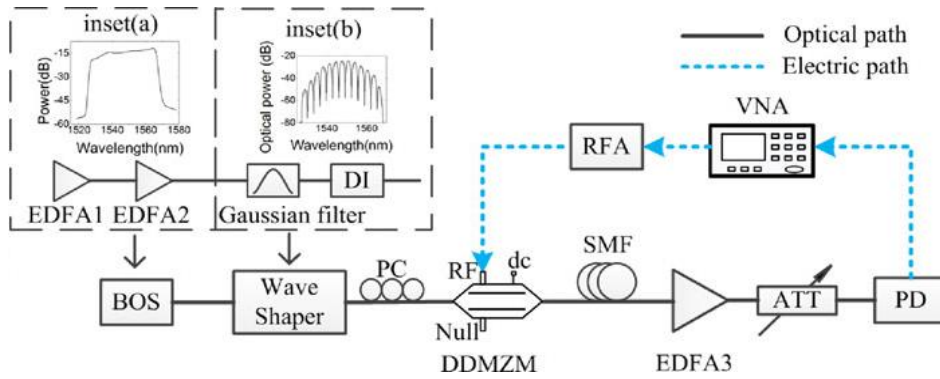 inset(a)
inset(b)
Optical path
Electric path
Power(dB)
-15
-30
-45
-60
1520 1540 1560 1580
Wavelength(nm)
Optical power (dB)
-20
-40
-60
-80
1540 1560
Wavelength(nm)
VNA
RFA
DI
EDFA1 EDFA2 Gaussian filter
BOS
Wave
Shaper
PC
RF
dc
Null
DDMZM
SMF
EDFA3
ATT
PD